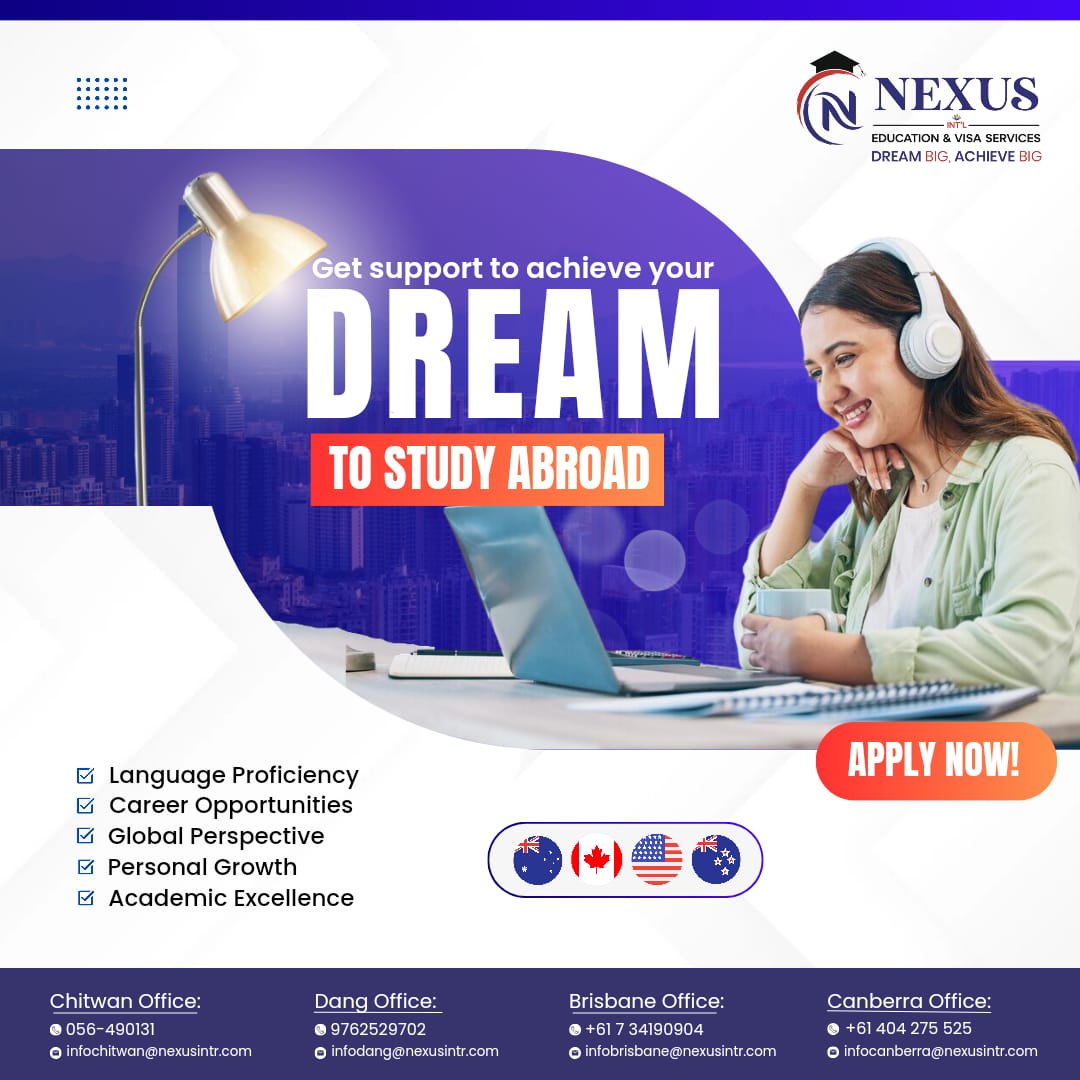 NEXUS
INT'L
EDUCATION & VISA SERVICES
DREAM BIG, ACHIEVE BIG
Get support to achieve your
DREAM
TO STUDY ABROAD
APPLY NOW!
Language Proficiency
Career Opportunities
Global Perspective
Personal Growth
Academic Excellence
Chitwan Office:
056-490131
infochitwan@nexusintr.com
Dang Office:
9762529702
infodang@nexusintr.com
Brisbane Office:
+61 7 34190904
infobrisbane@nexusintr.com
Canberra Office:
+61 404 275 525
infocanberra@nexusintr.com